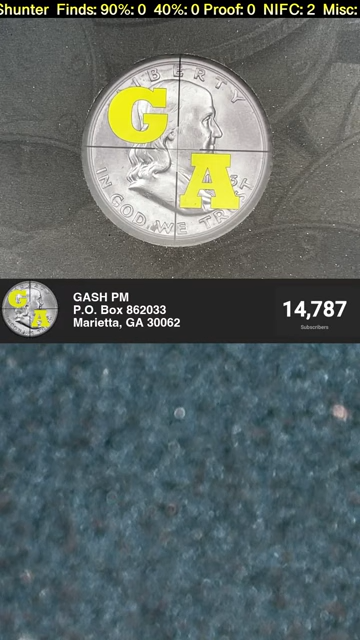 Shunter Finds: 90%: 0 40%: 0 Proof: 0 NIFC: 2 Misc:
LIBERTY
G
A
IN GOD WE TRUST
GASH PM
P.O. Box 862033
Marietta, GA 30062
14,787
Subscribers